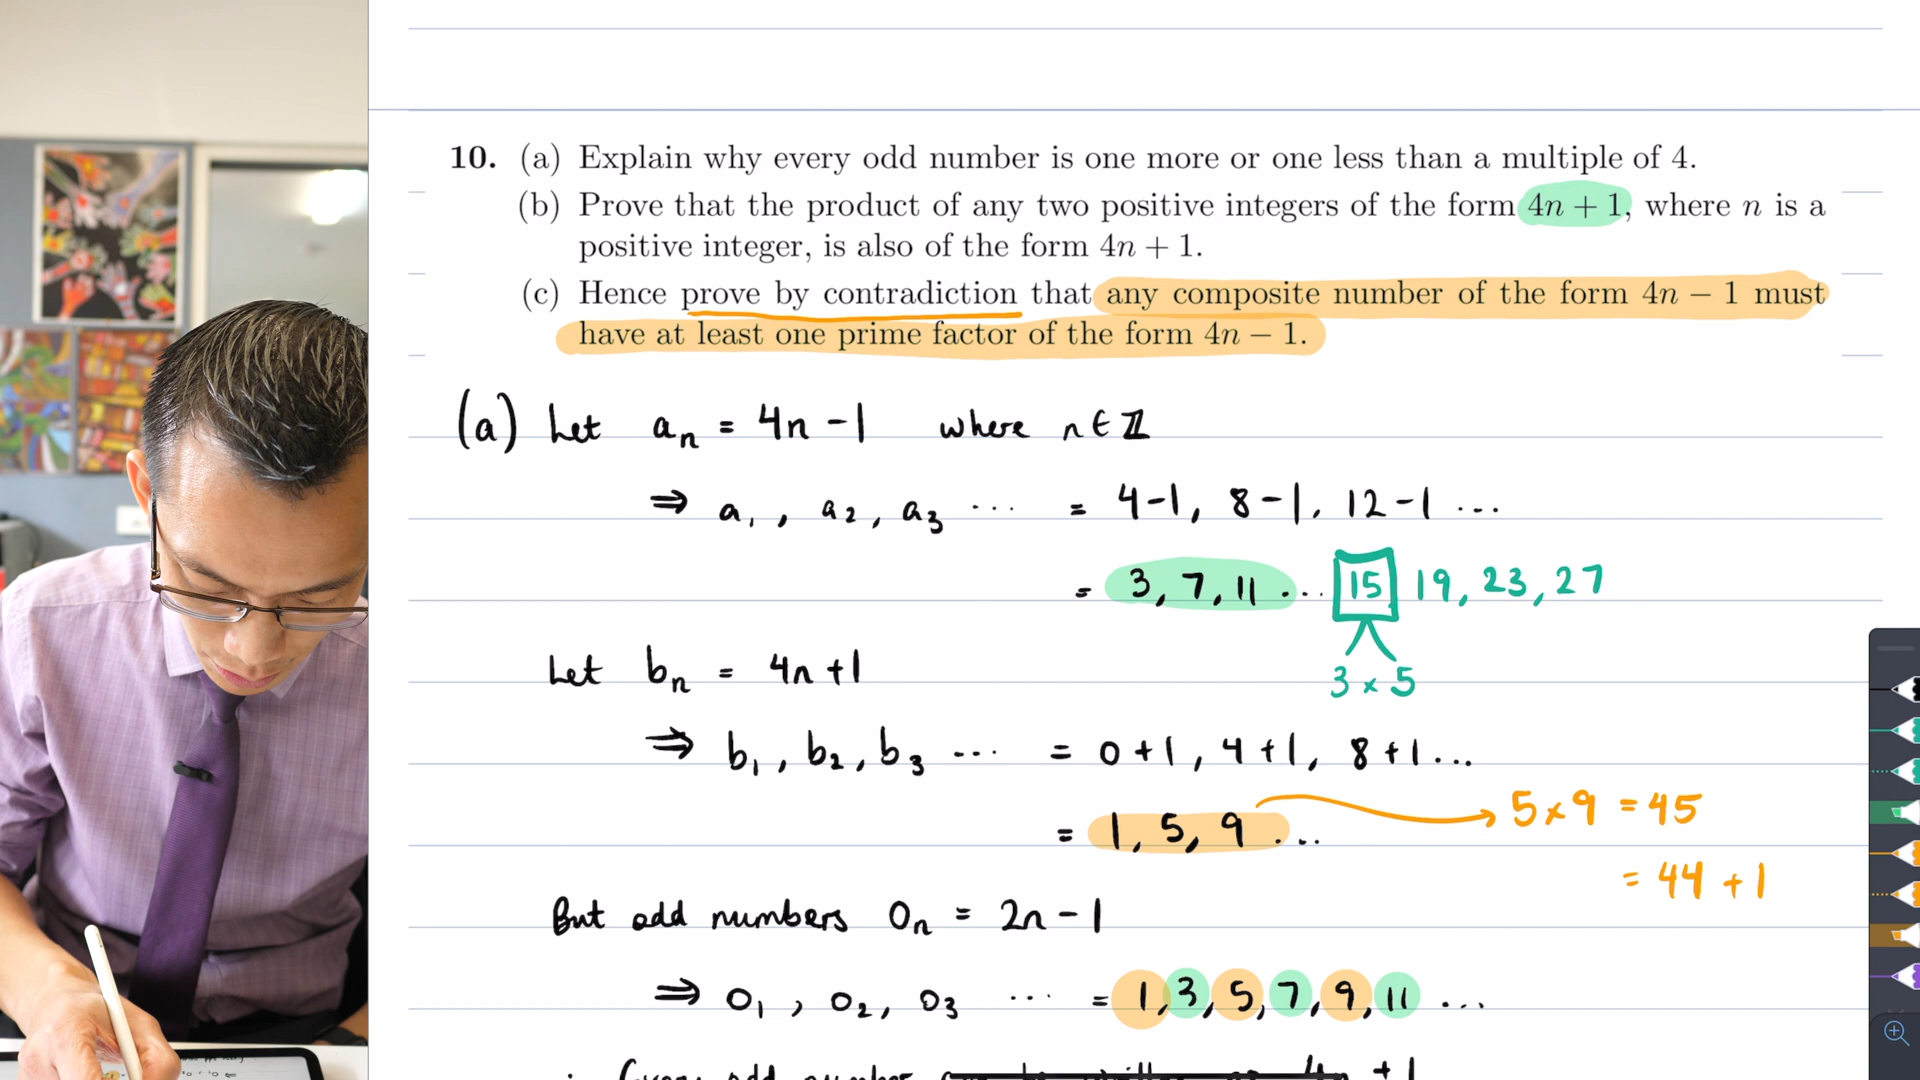 10. (a) Explain why every odd number is one more or one less than a multiple of 4.
(b) Prove that the product of any two positive integers of the form 4n + 1, where n is a
positive integer, is also of the form 4n + 1.
(c) Hence prove by contradiction that any composite number of the form 4n − 1 must
have at least one prime factor of the form 4n − 1.
(a) Let aₙ = 4n − 1 where n ∈ ℤ
⇒ a₁, a₂, a₃ ... = 4−1, 8−1, 12−1 ...
= 3, 7, 11 ... 15 19, 23, 27
3 × 5
Let bₙ = 4n + 1
⇒ b₁, b₂, b₃ ... = 0+1, 4+1, 8+1...
= 1, 5, 9 ... → 5 × 9 = 45
= 44 + 1
But odd numbers Oₙ = 2n − 1
⇒ O₁, O₂, O₃ ... = 1, 3, 5, 7, 9, 11 ...